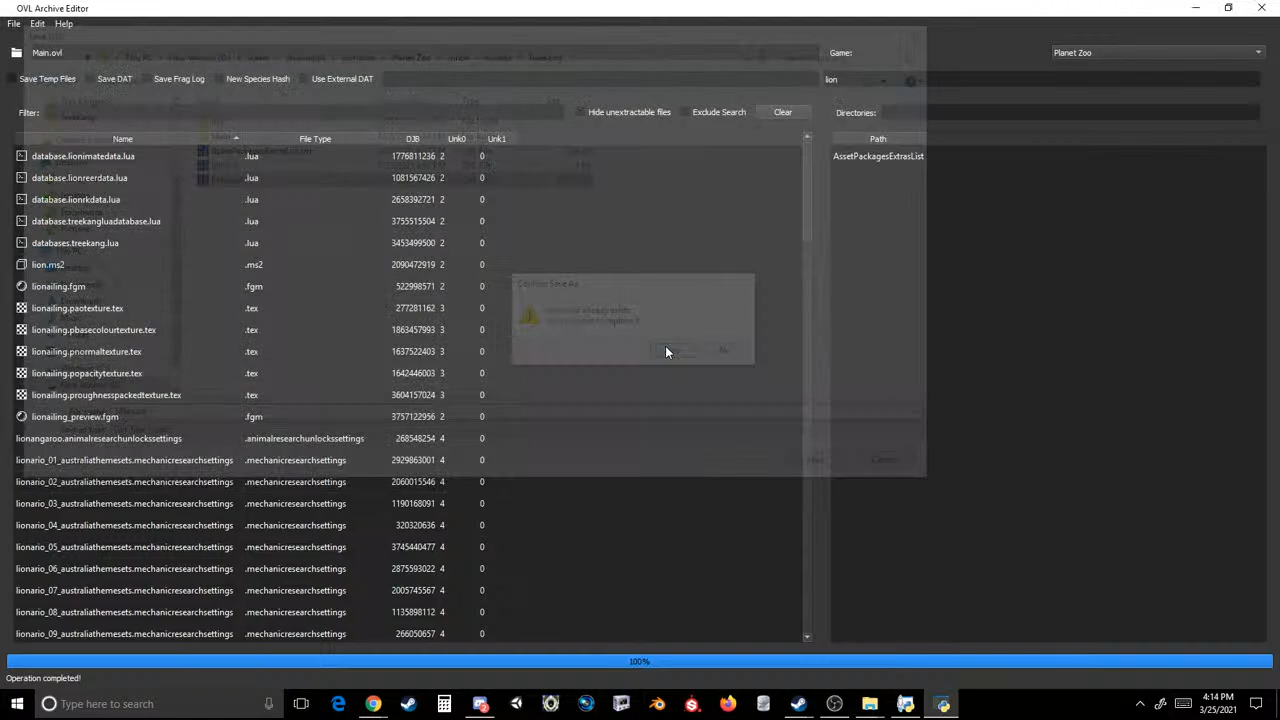 OVL Archive Editor
File Edit Help
Main.ovl
Game:
Planet Zoo
Save Temp Files
Save DAT
Save Frag Log
New Species Hash
Use External DAT
lion
Filter:
Hide unextractable files
Exclude Search
Clear
Directories:
Name File Type DJB Unk0 Unk1
Path
database.lionimatedata.lua .lua 1776811236 2 0
AssetPackagesExtrasList
database.lionreerdata.lua .lua 1081567426 2 0
database.lionrkdata.lua .lua 2658392721 2 0
database.treekangluadatabase.lua .lua 3755515504 2 0
databases.treekang.lua .lua 3453499500 2 0
lion.ms2 .ms2 2090472919 2 0
lionailing.fgm .fgm 522998571 2 0
lionailing.paotexture.tex .tex 277281162 3 0
lionailing.pbasecolourtexture.tex .tex 1863457993 3 0
lionailing.pnormaltexture.tex .tex 1637522403 3 0
lionailing.popacitytexture.tex .tex 1642446003 3 0
lionailing.proughnesspackedtexture.tex .tex 3604157024 3 0
lionailing_preview.fgm .fgm 3757122956 2 0
lionangaroo.animalresearchunlockssettings .animalresearchunlockssettings 268548254 4 0
lionario_01_australiathemesets.mechanicresearchsettings .mechanicresearchsettings 2929863001 4 0
lionario_02_australiathemesets.mechanicresearchsettings .mechanicresearchsettings 2060015546 4 0
lionario_03_australiathemesets.mechanicresearchsettings .mechanicresearchsettings 1190168091 4 0
lionario_04_australiathemesets.mechanicresearchsettings .mechanicresearchsettings 320320636 4 0
lionario_05_australiathemesets.mechanicresearchsettings .mechanicresearchsettings 3745440477 4 0
lionario_06_australiathemesets.mechanicresearchsettings .mechanicresearchsettings 2875593022 4 0
lionario_07_australiathemesets.mechanicresearchsettings .mechanicresearchsettings 2005745567 4 0
lionario_08_australiathemesets.mechanicresearchsettings .mechanicresearchsettings 1135898112 4 0
lionario_09_australiathemesets.mechanicresearchsettings .mechanicresearchsettings 266050657 4 0
Confirm Save As
already exists.
No
100%
Operation completed!
Type here to search
4:14 PM
3/25/2021